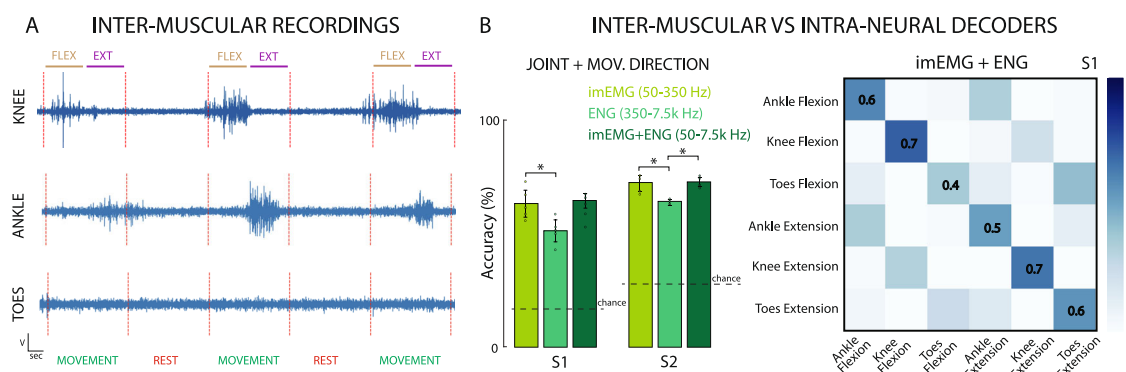 A INTER-MUSCULAR RECORDINGS
FLEX EXT FLEX EXT FLEX EXT
KNEE
ANKLE
TOES
V
sec
MOVEMENT REST MOVEMENT REST MOVEMENT
B INTER-MUSCULAR VS INTRA-NEURAL DECODERS
JOINT + MOV. DIRECTION
imEMG (50-350 Hz)
ENG (350-7.5k Hz)
imEMG+ENG (50-7.5k Hz)
100
Accuracy (%)
0
* * *
chance
chance
S1 S2
imEMG + ENG S1
Ankle Flexion 0.6
Knee Flexion 0.7
Toes Flexion 0.4
Ankle Extension 0.5
Knee Extension 0.7
Toes Extension 0.6
Ankle Flexion
Knee Flexion
Toes Flexion
Ankle Extension
Knee Extension
Toes Extension